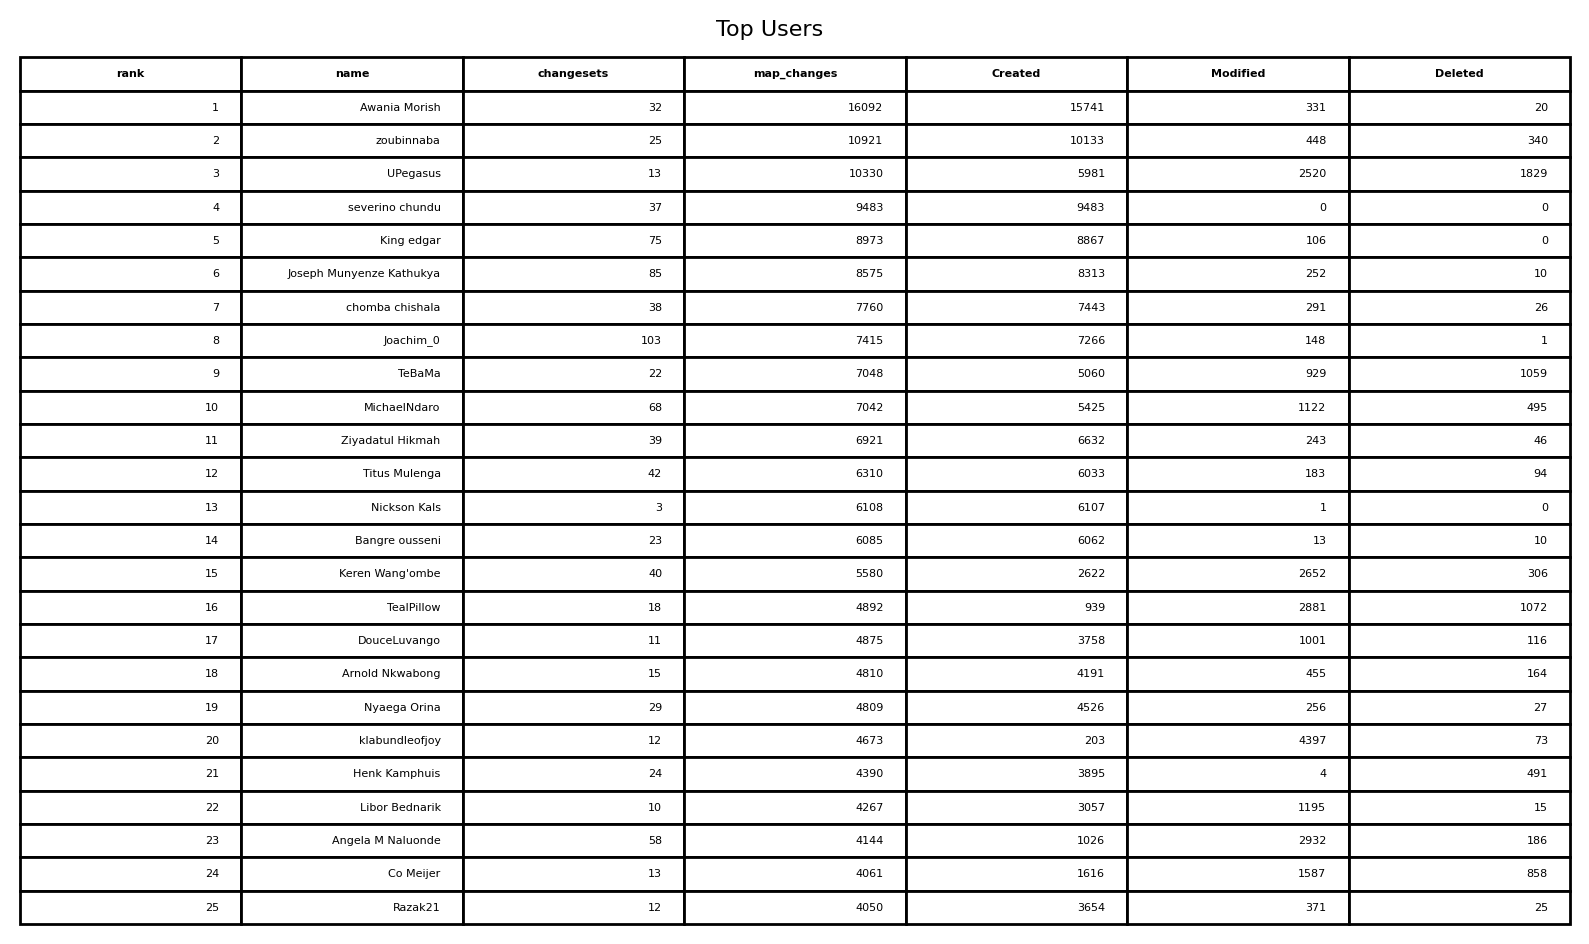 Top Users
rank name changesets map_changes Created Modified Deleted
1 Awania Morish 32 16092 15741 331 20
2 zoubinnaba 25 10921 10133 448 340
3 UPegasus 13 10330 5981 2520 1829
4 severino chundu 37 9483 9483 0 0
5 King edgar 75 8973 8867 106 0
6 Joseph Munyenze Kathukya 85 8575 8313 252 10
7 chomba chishala 38 7760 7443 291 26
8 Joachim_0 103 7415 7266 148 1
9 TeBaMa 22 7048 5060 929 1059
10 MichaelNdaro 68 7042 5425 1122 495
11 Ziyadatul Hikmah 39 6921 6632 243 46
12 Titus Mulenga 42 6310 6033 183 94
13 Nickson Kals 3 6108 6107 1 0
14 Bangre ousseni 23 6085 6062 13 10
15 Keren Wang'ombe 40 5580 2622 2652 306
16 TealPillow 18 4892 939 2881 1072
17 DouceLuvango 11 4875 3758 1001 116
18 Arnold Nkwabong 15 4810 4191 455 164
19 Nyaega Orina 29 4809 4526 256 27
20 klabundleofjoy 12 4673 203 4397 73
21 Henk Kamphuis 24 4390 3895 4 491
22 Libor Bednarik 10 4267 3057 1195 15
23 Angela M Naluonde 58 4144 1026 2932 186
24 Co Meijer 13 4061 1616 1587 858
25 Razak21 12 4050 3654 371 25